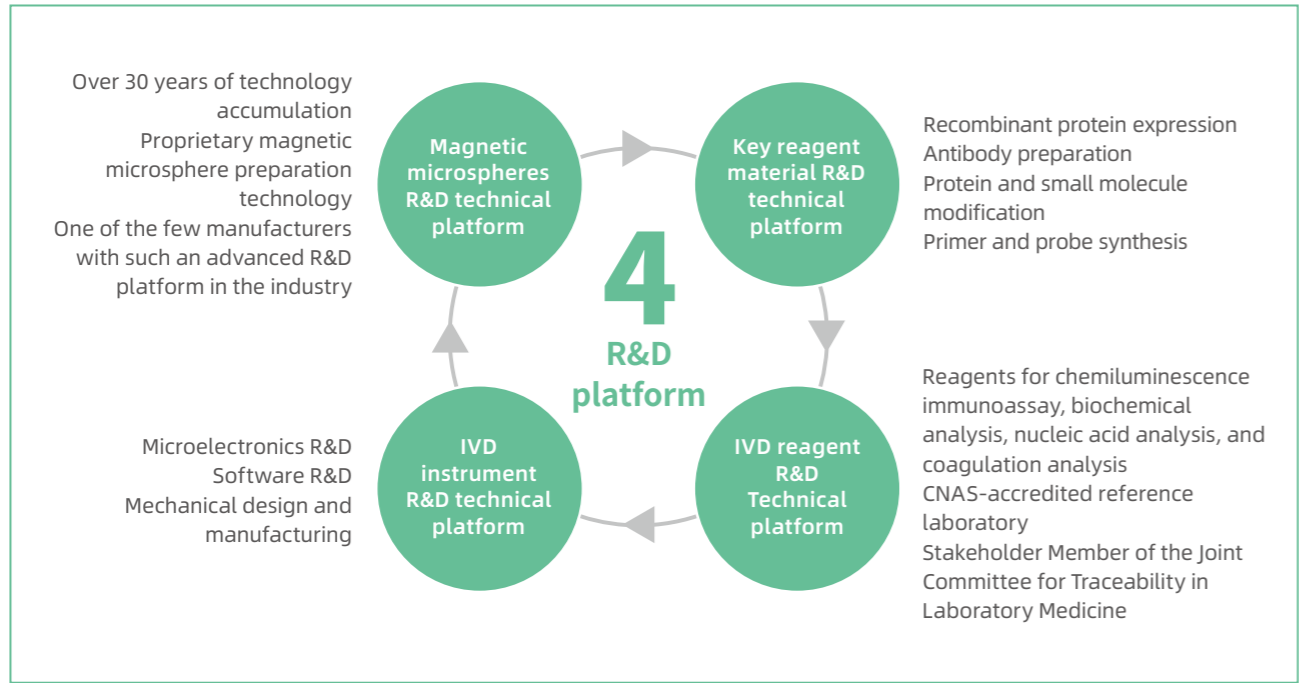 Over 30 years of technology
accumulation
Proprietary magnetic
microsphere preparation
technology
One of the few manufacturers
with such an advanced R&D
platform in the industry
Magnetic
microspheres
R&D technical
platform
Key reagent
material R&D
technical
platform
Recombinant protein expression
Antibody preparation
Protein and small molecule
modification
Primer and probe synthesis
4
R&D
platform
Microelectronics R&D
Software R&D
Mechanical design and
manufacturing
IVD
instrument
R&D technical
platform
IVD reagent
R&D
Technical
platform
Reagents for chemiluminescence
immunoassay, biochemical
analysis, nucleic acid analysis, and
coagulation analysis
CNAS-accredited reference
laboratory
Stakeholder Member of the Joint
Committee for Traceability in
Laboratory Medicine